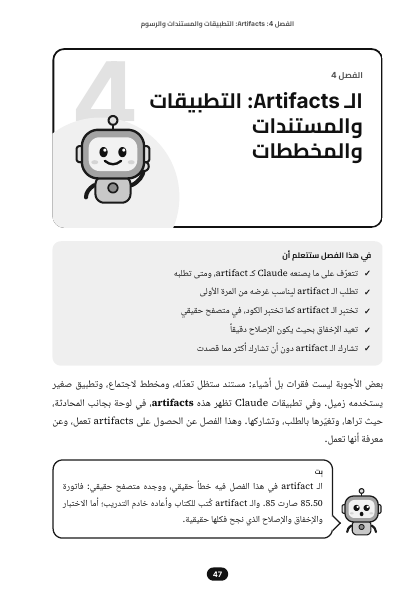 الفصل 4: Artifacts: التطبيقات والمستندات والرسوم
4
الفصل 4
الـ Artifacts: التطبيقات
والمستندات
والمخططات
في هذا الفصل ستتعلم أن
✓ تتعرّف على ما يصنعه Claude كـ artifact، ومتى تطلبه
✓ تطلب الـ artifact ليناسب غرضه من المرة الأولى
✓ تختبر الـ artifact كما تختبر الكود، في متصفح حقيقي
✓ تعيد الإخفاق بحيث يكون الإصلاح دقيقاً
✓ تشارك الـ artifact دون أن تشارك أكثر مما قصدت
بعض الأجوبة ليست فقرات بل أشياء: مستند ستظل تعدّله، ومخطط لاجتماع، وتطبيق صغير
يستخدمه زميل. وفي تطبيقات Claude تظهر هذه artifacts، في لوحة بجانب المحادثة،
حيث تراها، وتغيّرها بالطلب، وتشاركها. وهذا الفصل عن الحصول على artifacts تعمل، وعن
معرفة أنها تعمل.
بِت
الـ artifact في هذا الفصل فيه خطأ حقيقي، ووجده متصفح حقيقي: فاتورة
85.50 صارت 85. والـ artifact كُتب للكتاب وأعاده خادم التدريب؛ أما الاختبار
والإخفاق والإصلاح الذي نجح فكلها حقيقية.
47